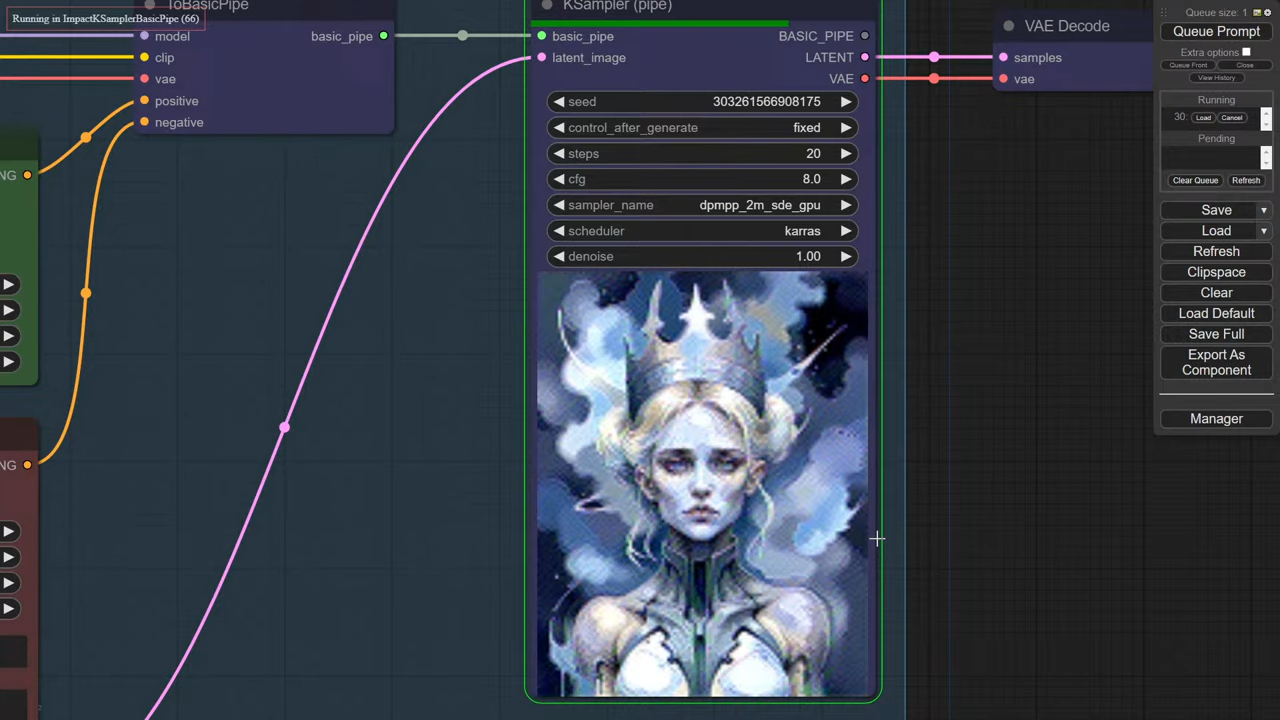 ToBasicPipe
Running in ImpactKSamplerBasicPipe (66)
model
basic_pipe
clip
vae
positive
negative
NG
NG
KSampler (pipe)
basic_pipe
BASIC_PIPE
latent_image
LATENT
VAE
seed 303261566908175
control_after_generate fixed
steps 20
cfg 8.0
sampler_name dpmpp_2m_sde_gpu
scheduler karras
denoise 1.00
VAE Decode
samples
vae
Queue size: 1
Queue Prompt
Extra options
Queue Front Close
View History
Running
30: Load Cancel
Pending
Clear Queue Refresh
Save
Load
Refresh
Clipspace
Clear
Load Default
Save Full
Export As
Component
Manager